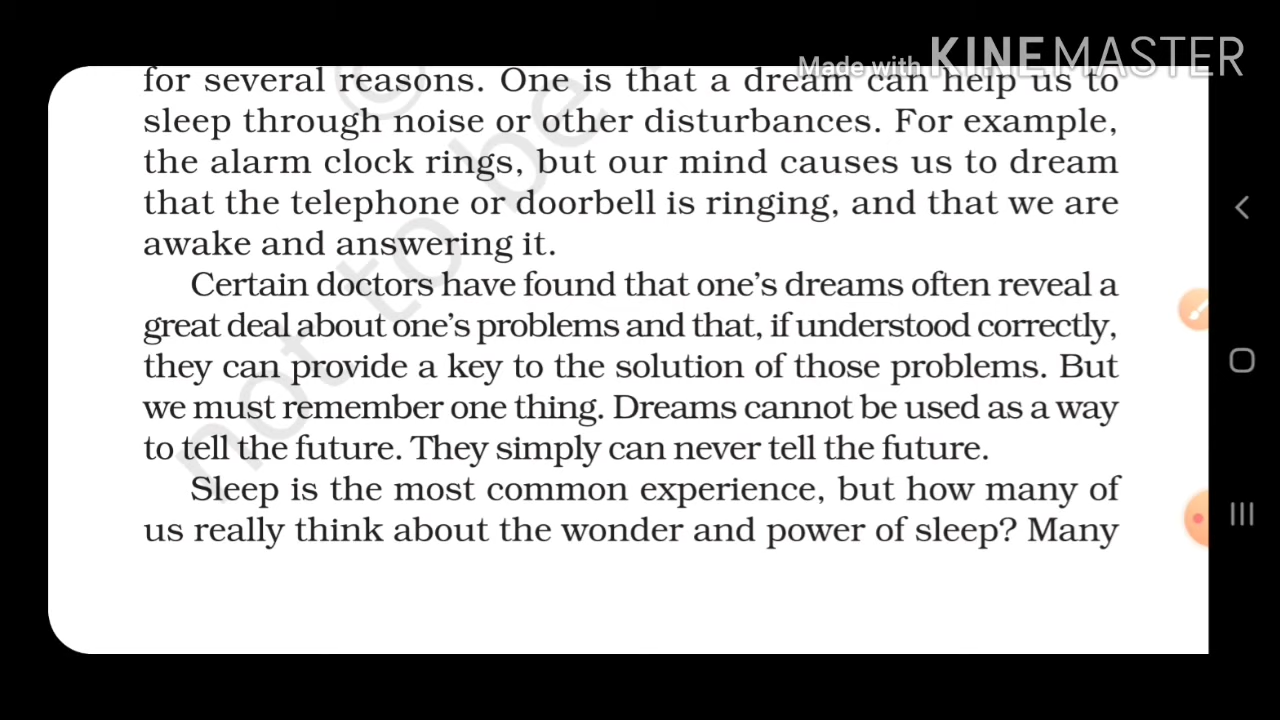 Made with KINEMASTER
for several reasons. One is that a dream can help us to
sleep through noise or other disturbances. For example,
the alarm clock rings, but our mind causes us to dream
that the telephone or doorbell is ringing, and that we are
awake and answering it.
Certain doctors have found that one's dreams often reveal a
great deal about one's problems and that, if understood correctly,
they can provide a key to the solution of those problems. But
we must remember one thing. Dreams cannot be used as a way
to tell the future. They simply can never tell the future.
Sleep is the most common experience, but how many of
us really think about the wonder and power of sleep? Many
©
not to be